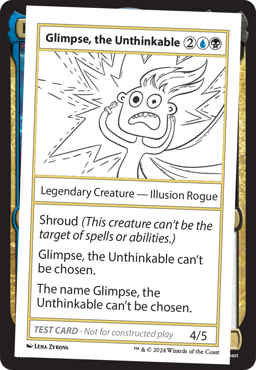 Glimpse, the Unthinkable 2
Legendary Creature — Illusion Rogue
Shroud (This creature can't be the
target of spells or abilities.)
Glimpse, the Unthinkable can't
be chosen.
The name Glimpse, the
Unthinkable can't be chosen.
TEST CARD - Not for constructed play
4/5
Lena Zykova
™ & © 2024 Wizards of the Coast